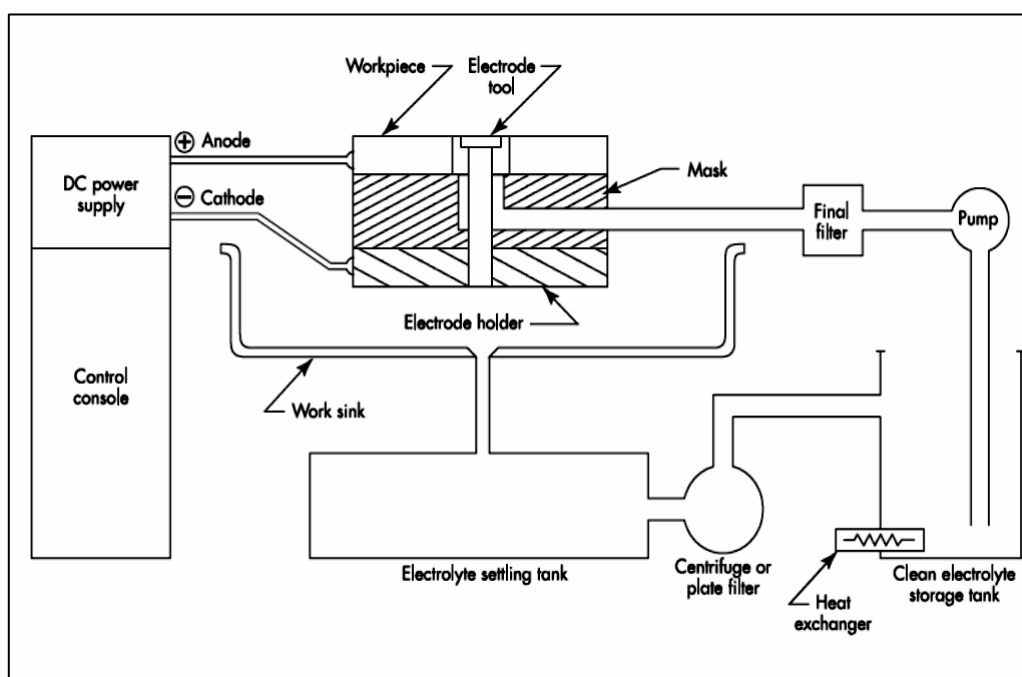 Workpiece
Electrode
tool
+
Anode
DC power
supply
−
Cathode
Mask
Final
filter
Pump
Electrode holder
Control
console
Work sink
Electrolyte settling tank
Centrifuge or
plate filter
Heat
exchanger
Clean electrolyte
storage tank